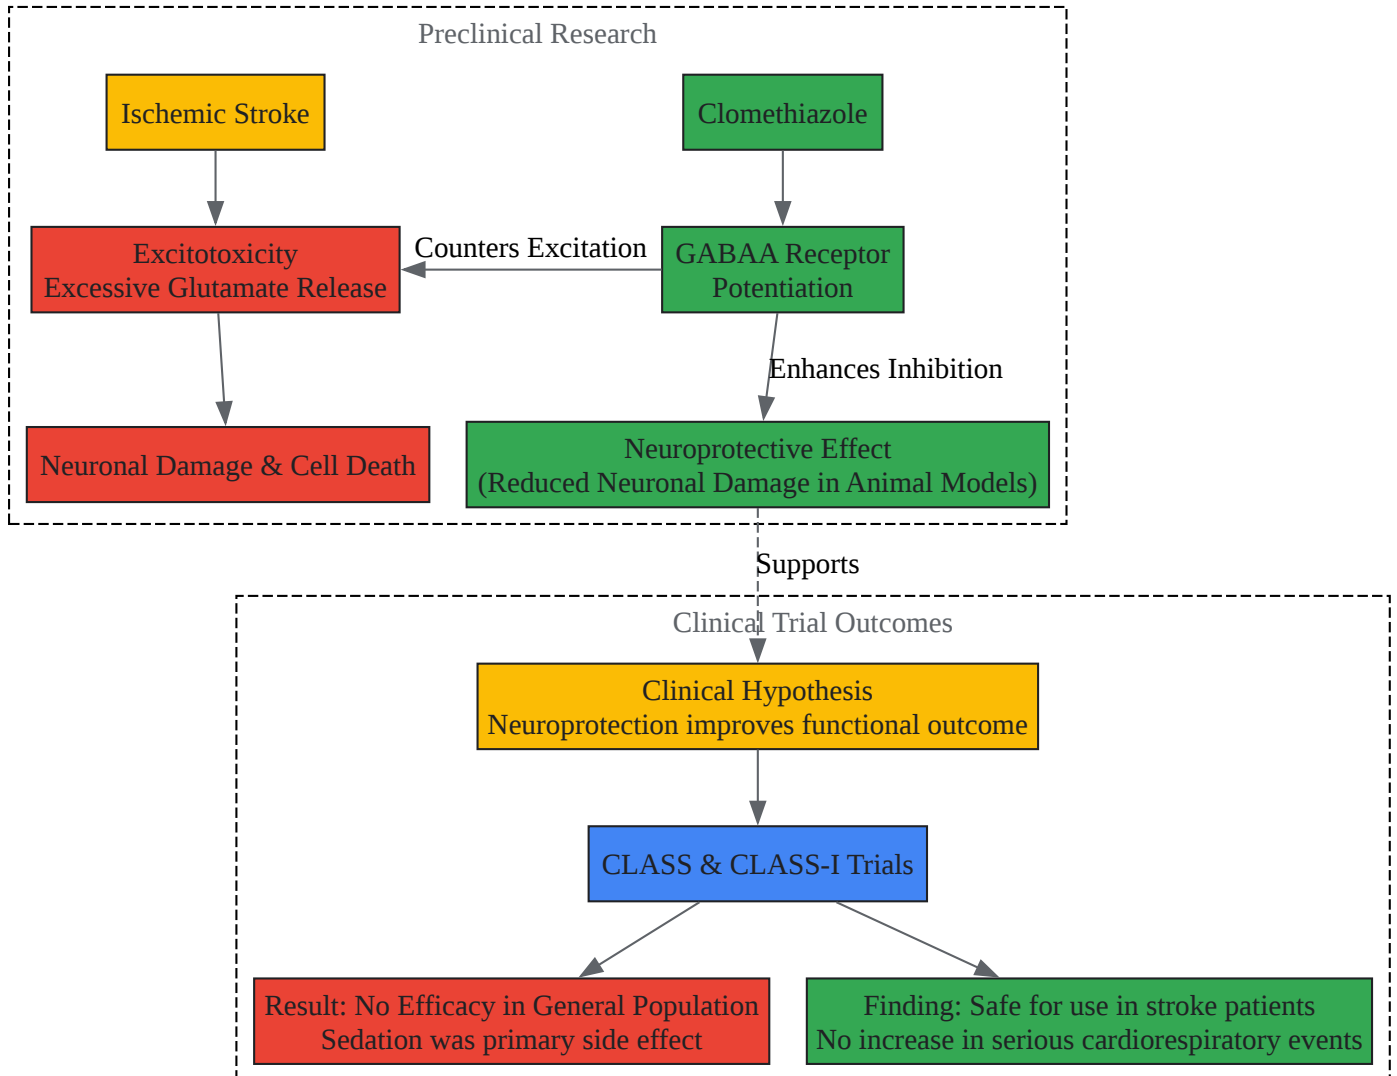 Preclinical Research
Ischemic Stroke
Clomethiazole
Excitotoxicity
Excessive Glutamate Release
Counters Excitation
GABAA Receptor
Potentiation
Enhances Inhibition
Neuronal Damage & Cell Death
Neuroprotective Effect
(Reduced Neuronal Damage in Animal Models)
Supports
Clinical Trial Outcomes
Clinical Hypothesis
Neuroprotection improves functional outcome
CLASS & CLASS-I Trials
Result: No Efficacy in General Population
Sedation was primary side effect
Finding: Safe for use in stroke patients
No increase in serious cardiorespiratory events